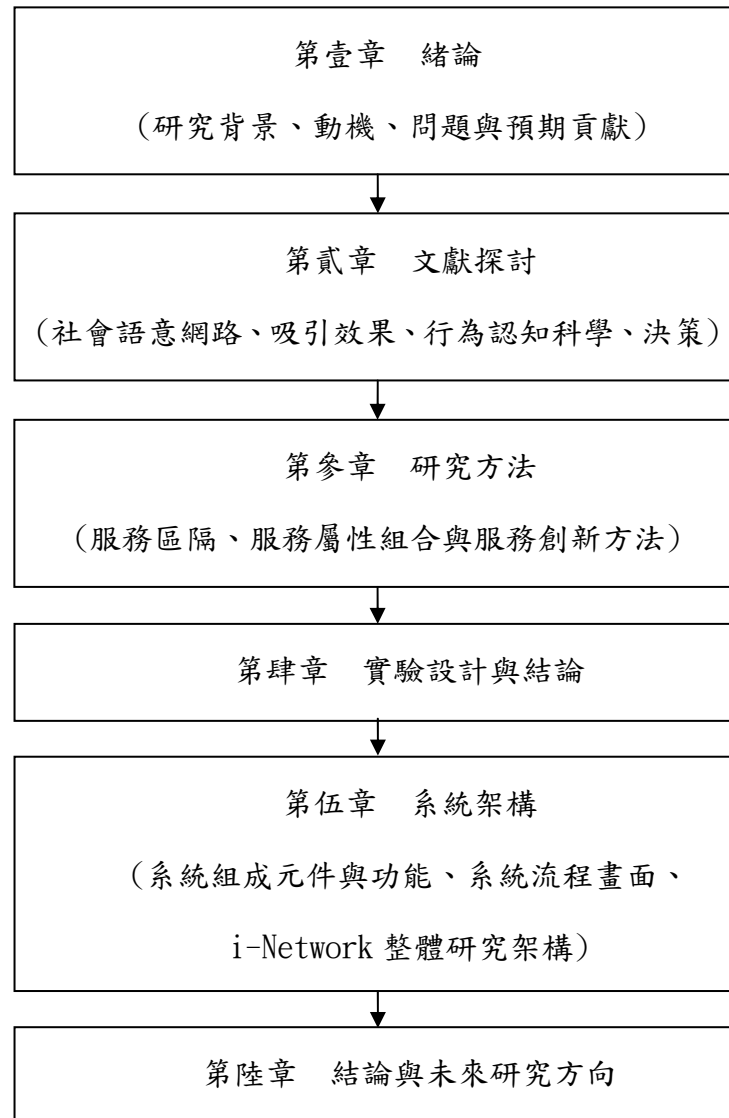 第壹章　緒論
(研究背景、動機、問題與預期貢獻)
第貳章　文獻探討
(社會語意網路、吸引效果、行為認知科學、決策)
第參章　研究方法
(服務區隔、服務屬性組合與服務創新方法)
第肆章　實驗設計與結論
第伍章　系統架構
(系統組成元件與功能、系統流程畫面、
i-Network 整體研究架構)
第陸章　結論與未來研究方向